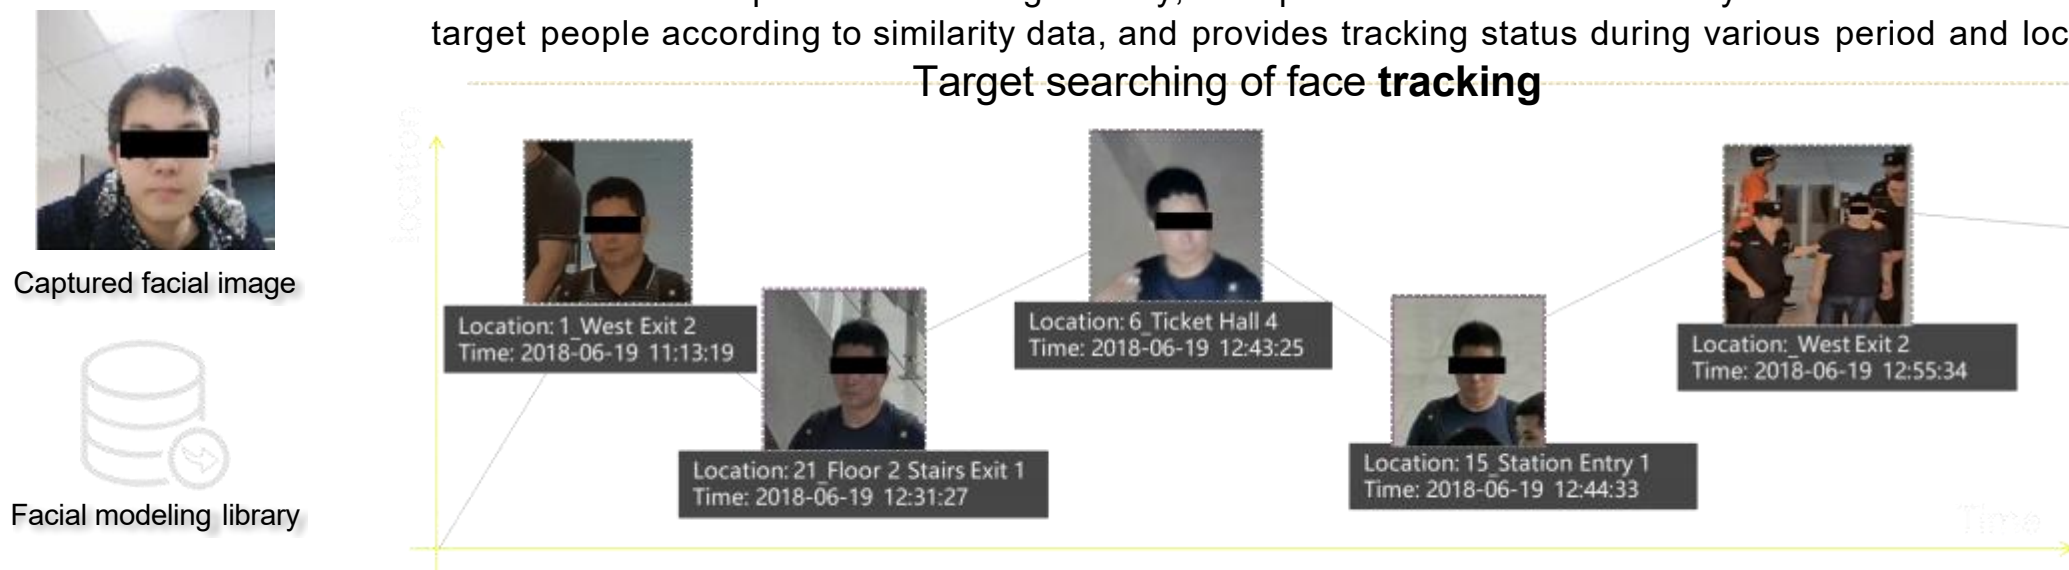 target people according to similarity data, and provides tracking status during various period and loc
Target searching of face tracking
location
Captured facial image
Location: 1_West Exit 2
Time: 2018-06-19 11:13:19
Location: 6_Ticket Hall 4
Time: 2018-06-19 12:43:25
Location:_West Exit 2
Time: 2018-06-19 12:55:34
Location: 21_Floor 2 Stairs Exit 1
Time: 2018-06-19 12:31:27
Location: 15_Station Entry 1
Time: 2018-06-19 12:44:33
Facial modeling library
Time